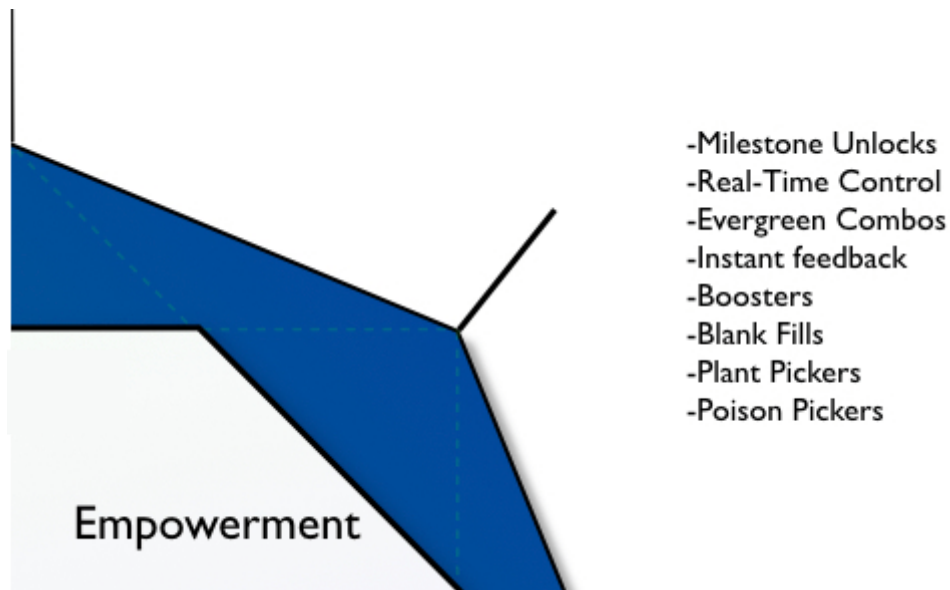 -Milestone Unlocks
-Real-Time Control
-Evergreen Combos
-Instant feedback
-Boosters
-Blank Fills
-Plant Pickers
-Poison Pickers
Empowerment